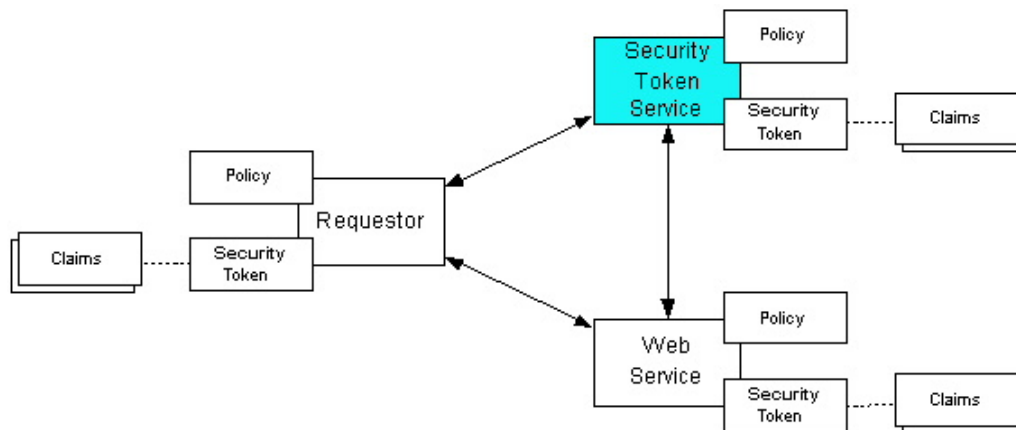 Policy
Security
Token
Service
Security
Token
Claims
Policy
Requestor
Claims
Security
Token
Policy
Web
Service
Security
Token
Claims